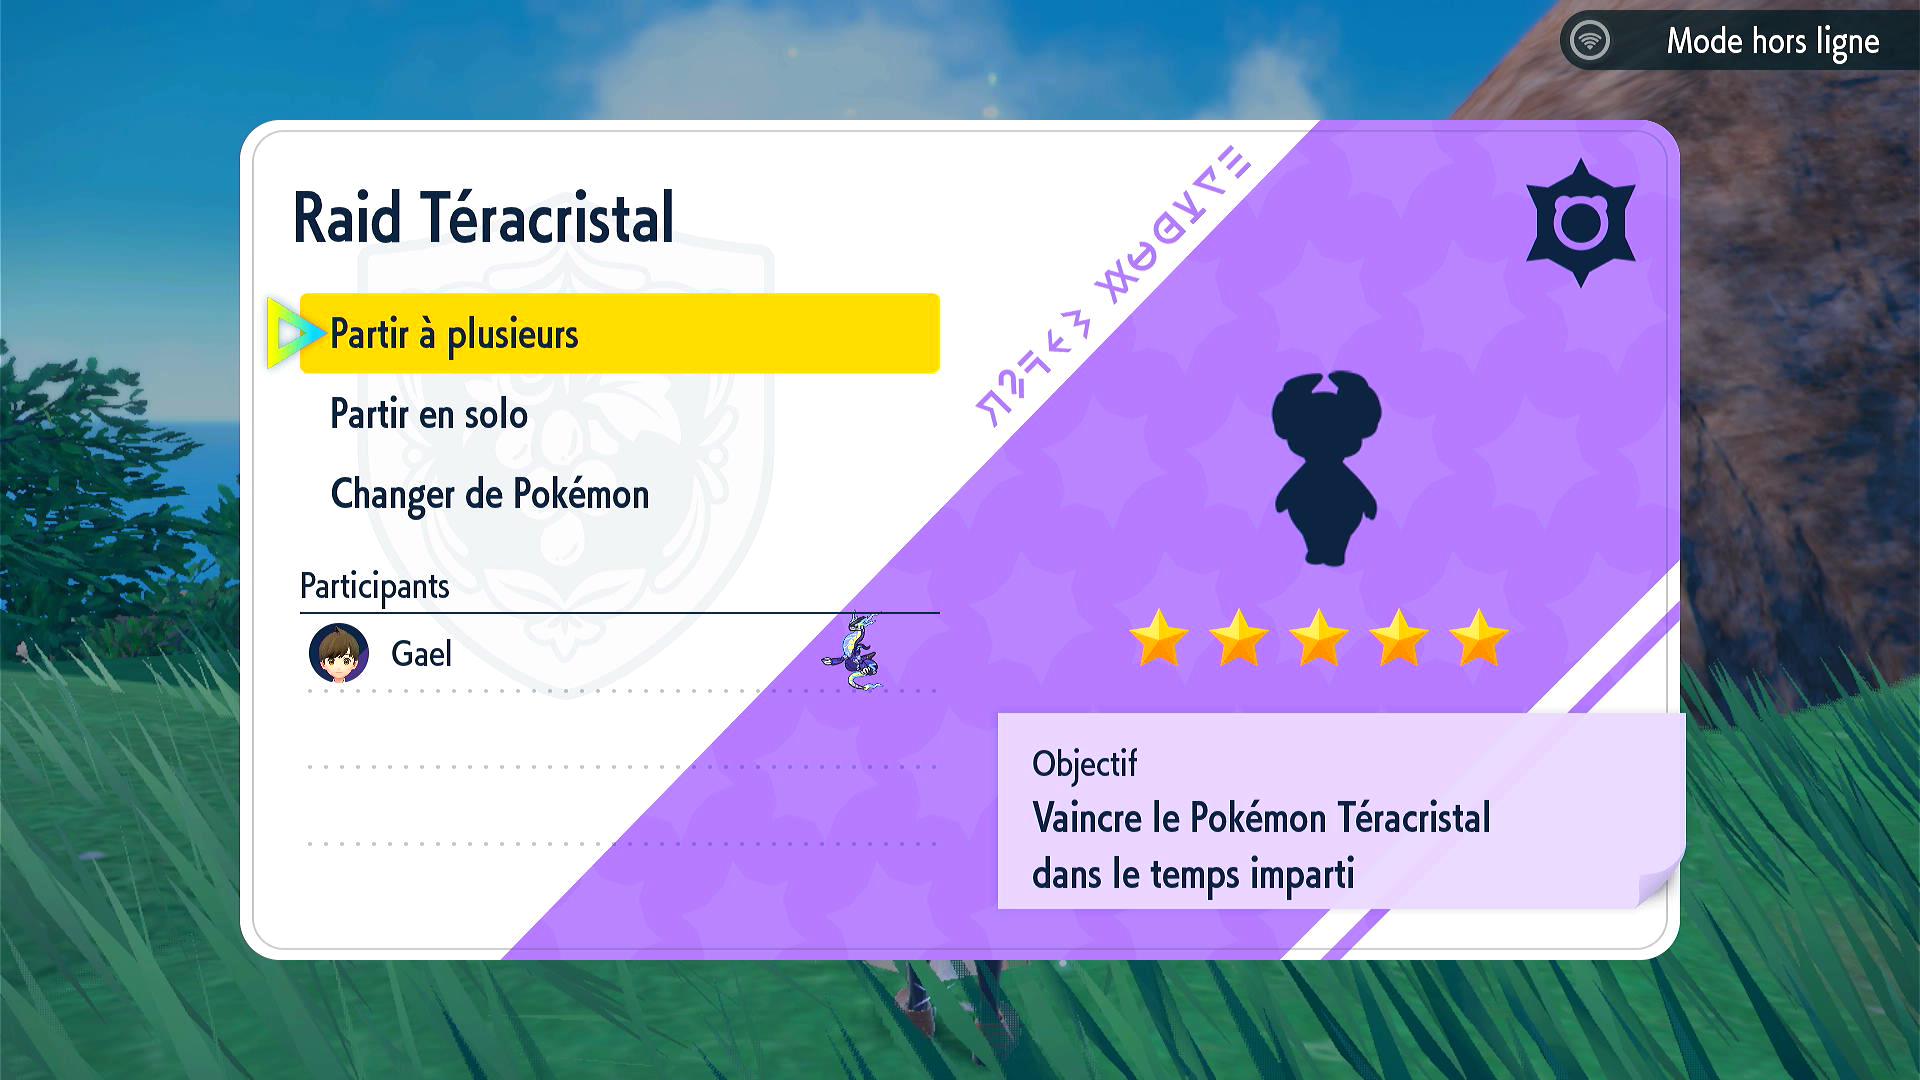 Mode hors ligne
Raid Téracristal
Partir à plusieurs
Partir en solo
Changer de Pokémon
Participants
Gael
Objectif
Vaincre le Pokémon Téracristal
dans le temps imparti